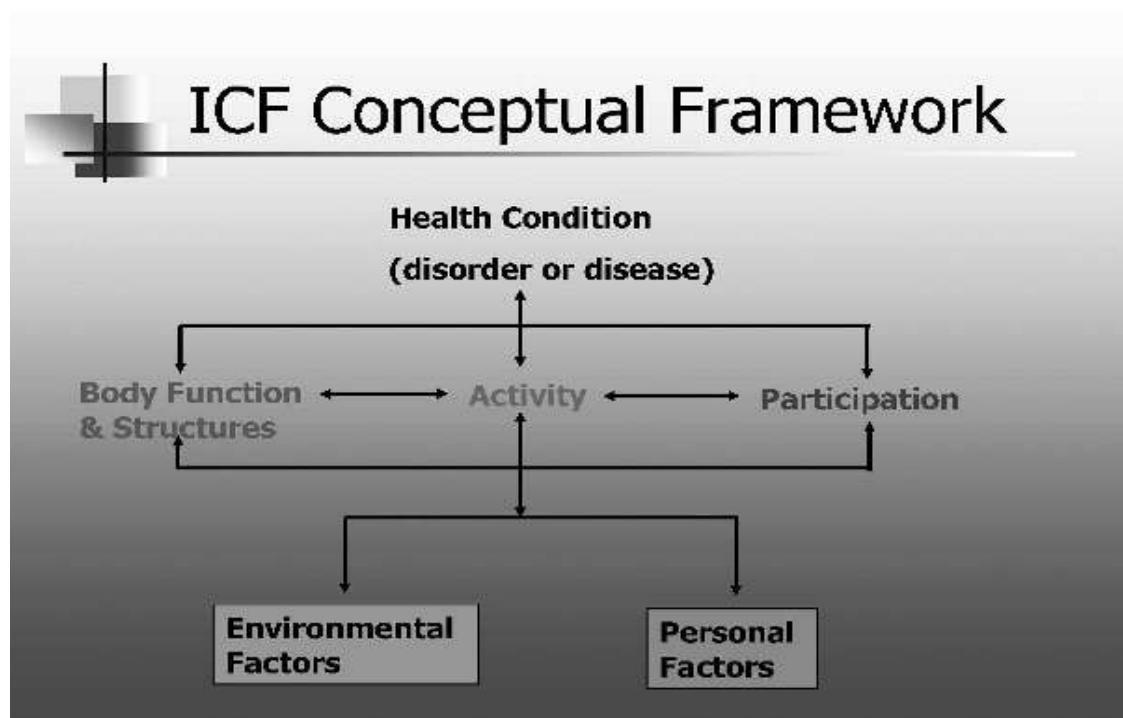 ICF Conceptual Framework
Health Condition
(disorder or disease)
Body Function
& Structures
Activity
Participation
Environmental
Factors
Personal
Factors